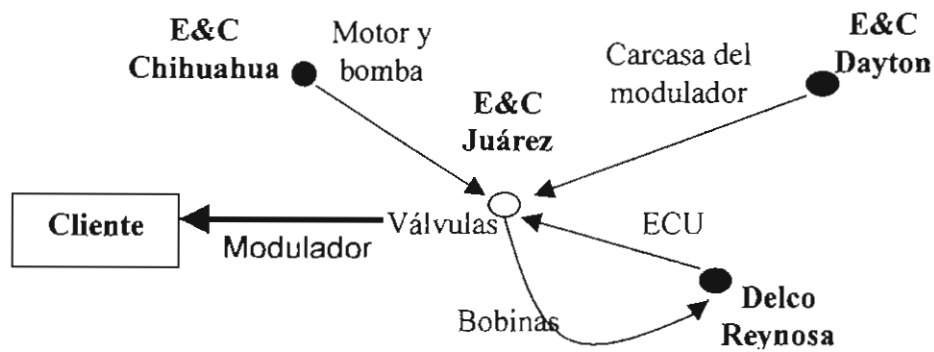 E&C
Chihuahua
Motor y
bomba
E&C
Dayton
Carcasa del
modulador
E&C
Juárez
Cliente
Válvulas
Modulador
ECU
Bobinas
Delco
Reynosa